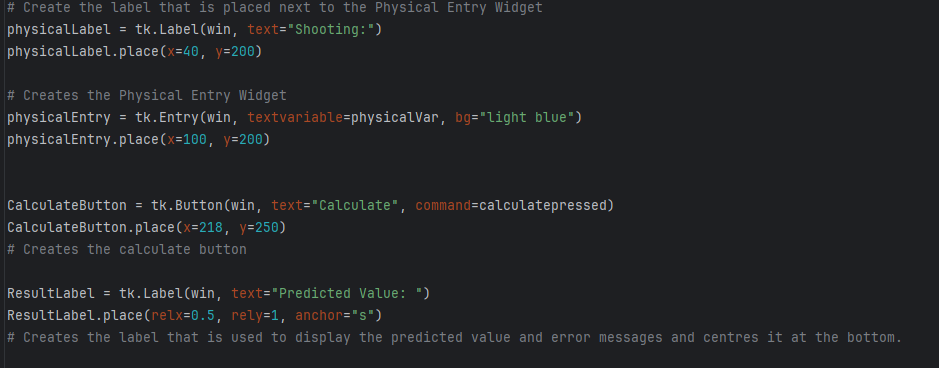 # Create the label that is placed next to the Physical Entry Widget
physicalLabel = tk.Label(win, text="Shooting:")
physicalLabel.place(x=40, y=200)
# Creates the Physical Entry Widget
physicalEntry = tk.Entry(win, textvariable=physicalVar, bg="light blue")
physicalEntry.place(x=100, y=200)
CalculateButton = tk.Button(win, text="Calculate", command=calculatepressed)
CalculateButton.place(x=218, y=250)
# Creates the calculate button
ResultLabel = tk.Label(win, text="Predicted Value: ")
ResultLabel.place(relx=0.5, rely=1, anchor="s")
# Creates the label that is used to display the predicted value and error messages and centres it at the bottom.